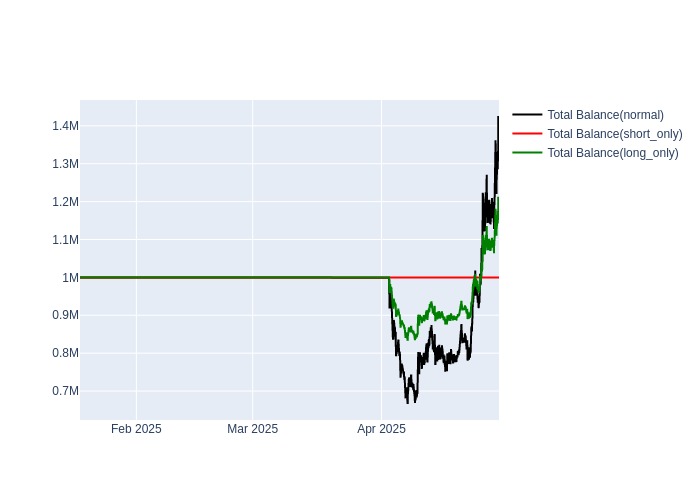 1.4M
1.3M
1.2M
1.1M
1M
0.9M
0.8M
0.7M
Feb 2025
Mar 2025
Apr 2025
Total Balance(normal)
Total Balance(short_only)
Total Balance(long_only)